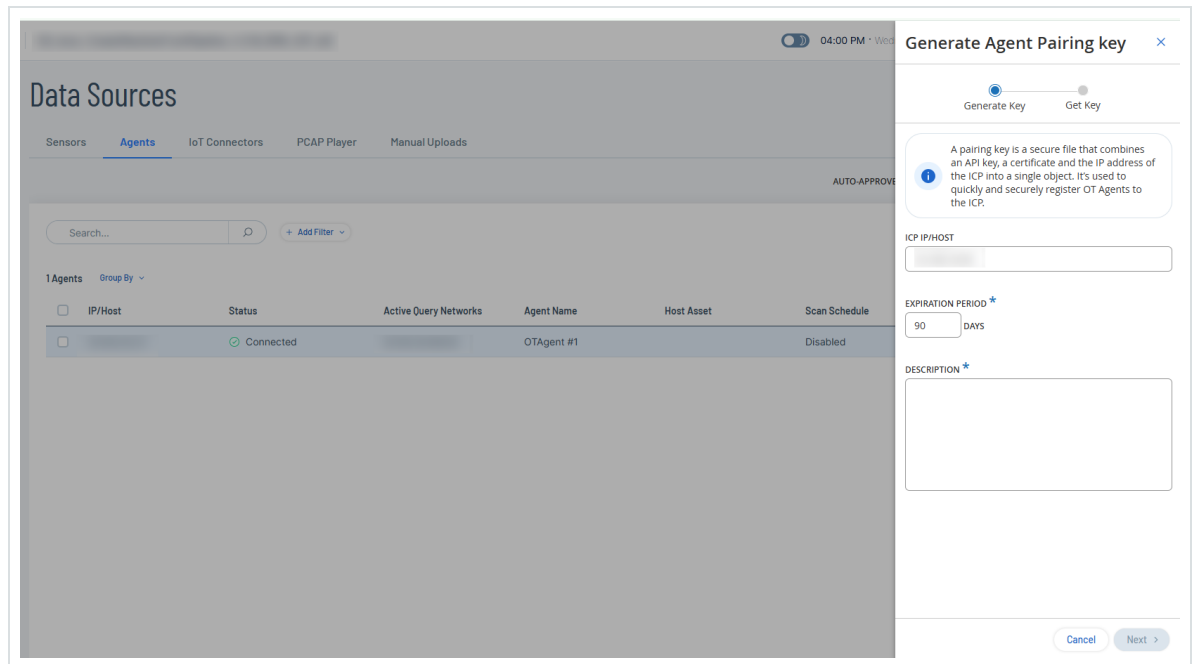 04:00 PM · Wed
Data Sources
Sensors Agents IoT Connectors PCAP Player Manual Uploads
AUTO-APPROVE
Search... + Add Filter
1 Agents Group By
IP/Host Status Active Query Networks Agent Name Host Asset Scan Schedule
Connected OTAgent #1 Disabled
Generate Agent Pairing key
Generate Key Get Key
A pairing key is a secure file that combines
an API key, a certificate and the IP address of
the ICP into a single object. It's used to
quickly and securely register OT Agents to
the ICP.
ICP IP/HOST
EXPIRATION PERIOD *
90 DAYS
DESCRIPTION *
Cancel Next >